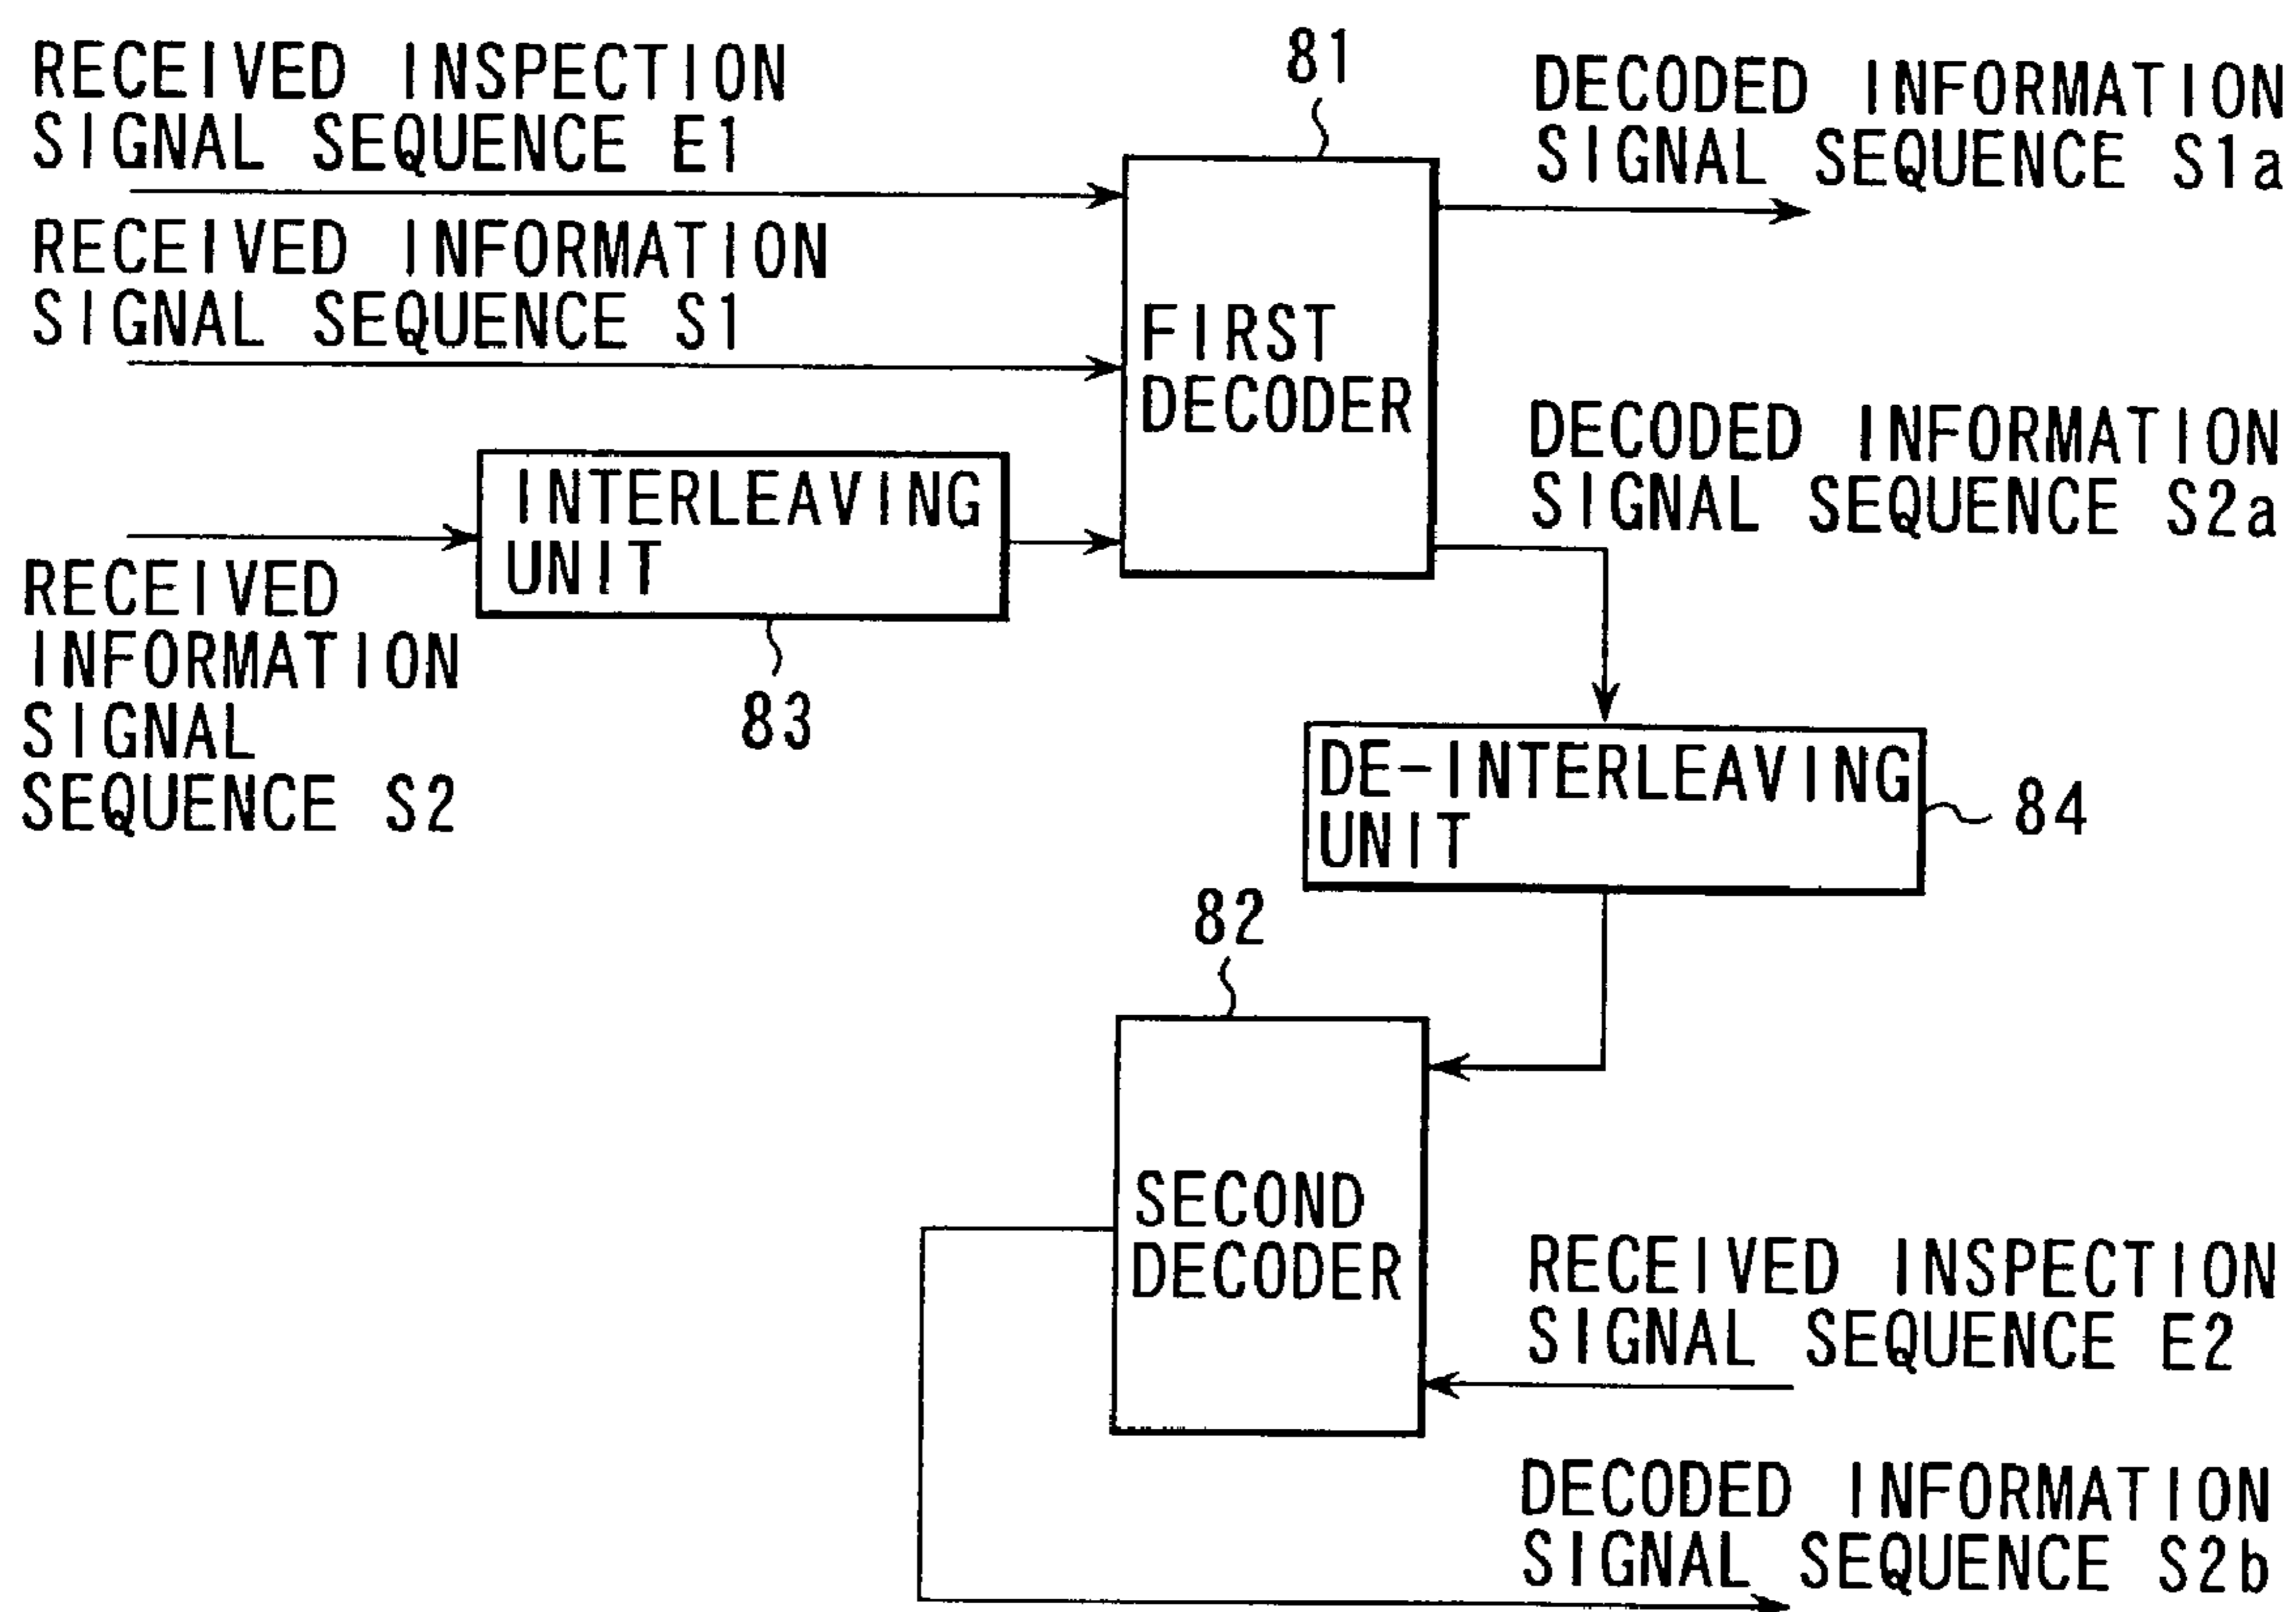 81
RECEIVED INSPECTION
SIGNAL SEQUENCE E1
DECODED INFORMATION
SIGNAL SEQUENCE S1a
RECEIVED INFORMATION
SIGNAL SEQUENCE S1
FIRST
DECODER
DECODED INFORMATION
SIGNAL SEQUENCE S2a
INTERLEAVING
UNIT
RECEIVED
INFORMATION
SIGNAL
SEQUENCE S2
83
DE-INTERLEAVING
UNIT
84
82
SECOND
DECODER
RECEIVED INSPECTION
SIGNAL SEQUENCE E2
DECODED INFORMATION
SIGNAL SEQUENCE S2b